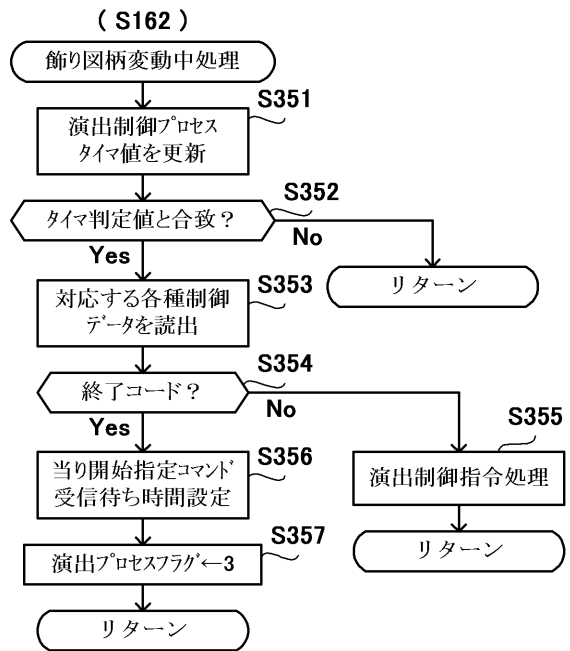 ( S162 )
飾り図柄変動中処理
S351
演出制御プロセス
タイマ値を更新
S352
タイマ判定値と合致？
No
Yes
リターン
S353
対応する各種制御
データを読出
S354
終了コード？
No
Yes
S355
演出制御指令処理
リターン
S356
当り開始指定コマンド
受信待ち時間設定
S357
演出プロセスフラグ←3
リターン